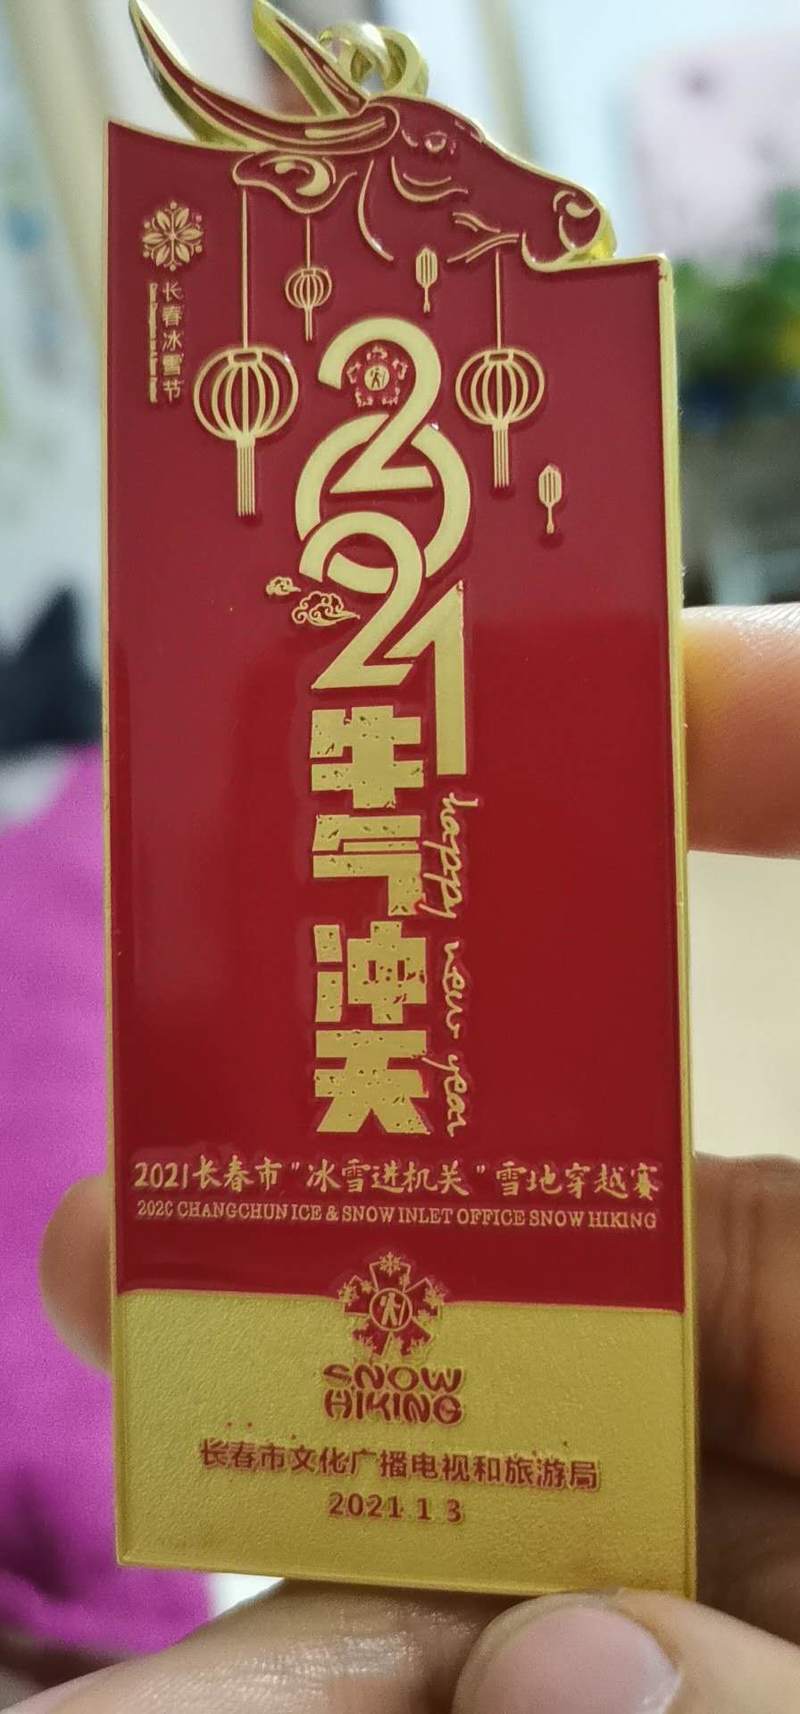 长春冰雪节
2021
牛气冲天
happy new year
2021长春市"冰雪进机关"雪地穿越赛
2020 CHANGCHUN ICE & SNOW INLET OFFICE SNOW HIKING
SNOW
HIKING
长春市文化广播电视和旅游局
2021 1 3